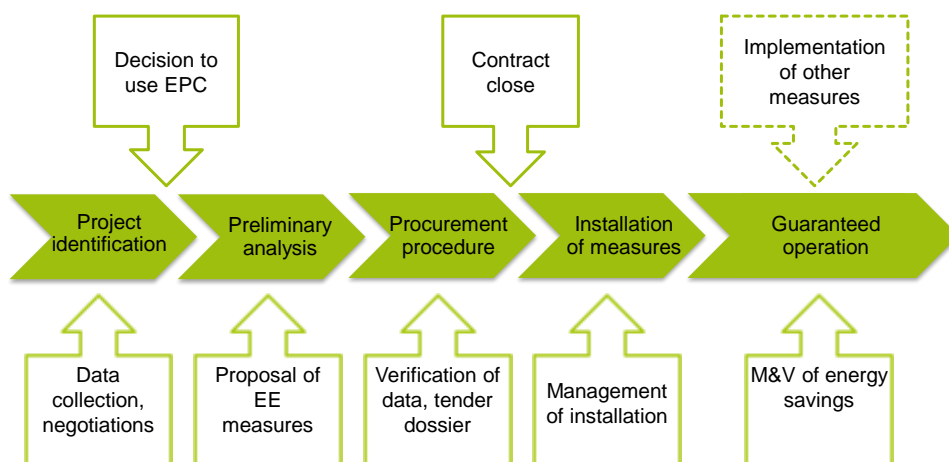 Decision to
use EPC
Contract
close
Implementation
of other
measures
Project
identification
Preliminary
analysis
Procurement
procedure
Installation
of measures
Guaranteed
operation
Data
collection,
negotiations
Proposal of
EE
measures
Verification of
data, tender
dossier
Management
of installation
M&V of energy
savings